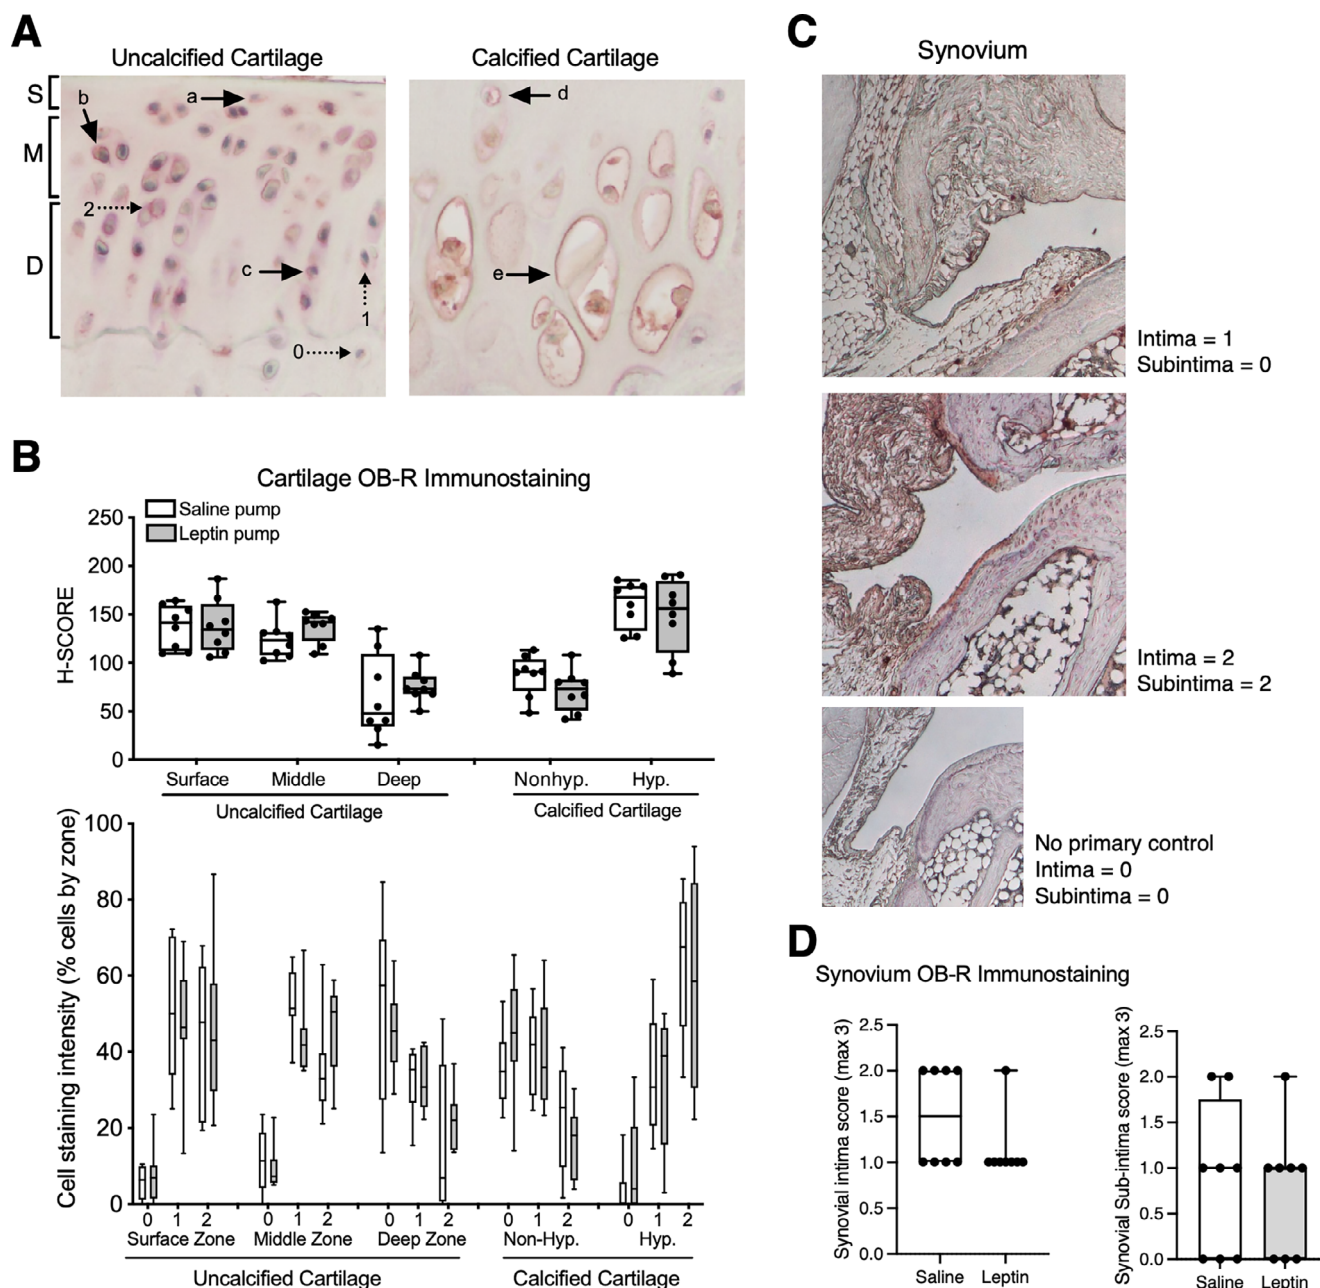 A
Uncalcified Cartilage
Calcified Cartilage
S
M
D
b
a
2
c
1
0
d
e
B
Cartilage OB-R Immunostaining
Saline pump
Leptin pump
H-SCORE
250
200
150
100
50
0
Surface Middle Deep Nonhyp. Hyp.
Uncalcified Cartilage Calcified Cartilage
Cell staining intensity (% cells by zone)
100
80
60
40
20
0
0 1 2 0 1 2 0 1 2 0 1 2 0 1 2
Surface Zone Middle Zone Deep Zone Non-Hyp. Hyp.
Uncalcified Cartilage Calcified Cartilage
C
Synovium
Intima = 1
Subintima = 0
Intima = 2
Subintima = 2
No primary control
Intima = 0
Subintima = 0
D
Synovium OB-R Immunostaining
Synovial intima score (max 3)
2.5
2.0
1.5
1.0
0.5
0.0
Saline Leptin
Synovial Sub-intima score (max 3)
2.5
2.0
1.5
1.0
0.5
0.0
Saline Leptin